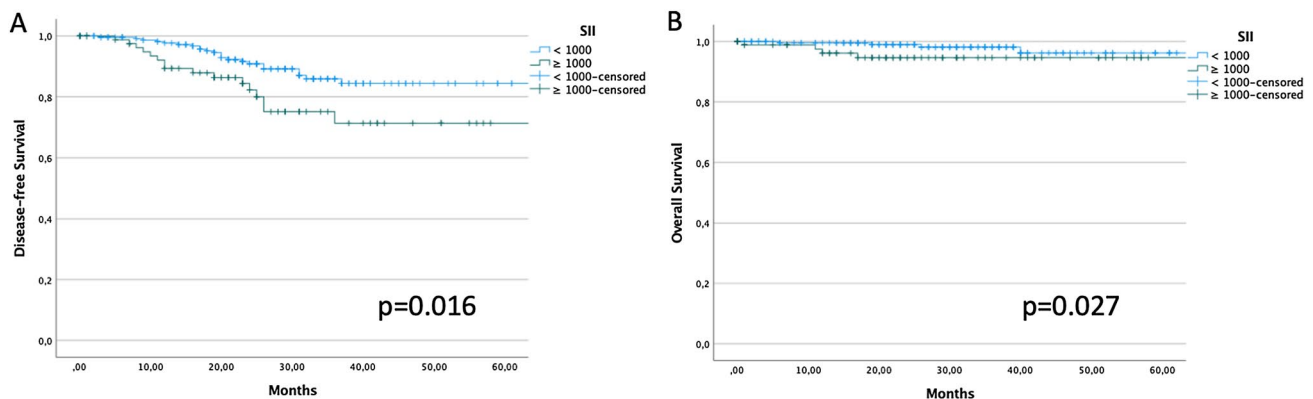 A
SII
< 1000
≥ 1000
< 1000-censored
≥ 1000-censored
Disease-free Survival
1,0
0,8
0,6
0,4
0,2
0,0
p=0.016
,00 10,00 20,00 30,00 40,00 50,00 60,00
Months
B
SII
< 1000
≥ 1000
< 1000-censored
≥ 1000-censored
Overall Survival
1,0
0,8
0,6
0,4
0,2
0,0
p=0.027
,00 10,00 20,00 30,00 40,00 50,00 60,00
Months